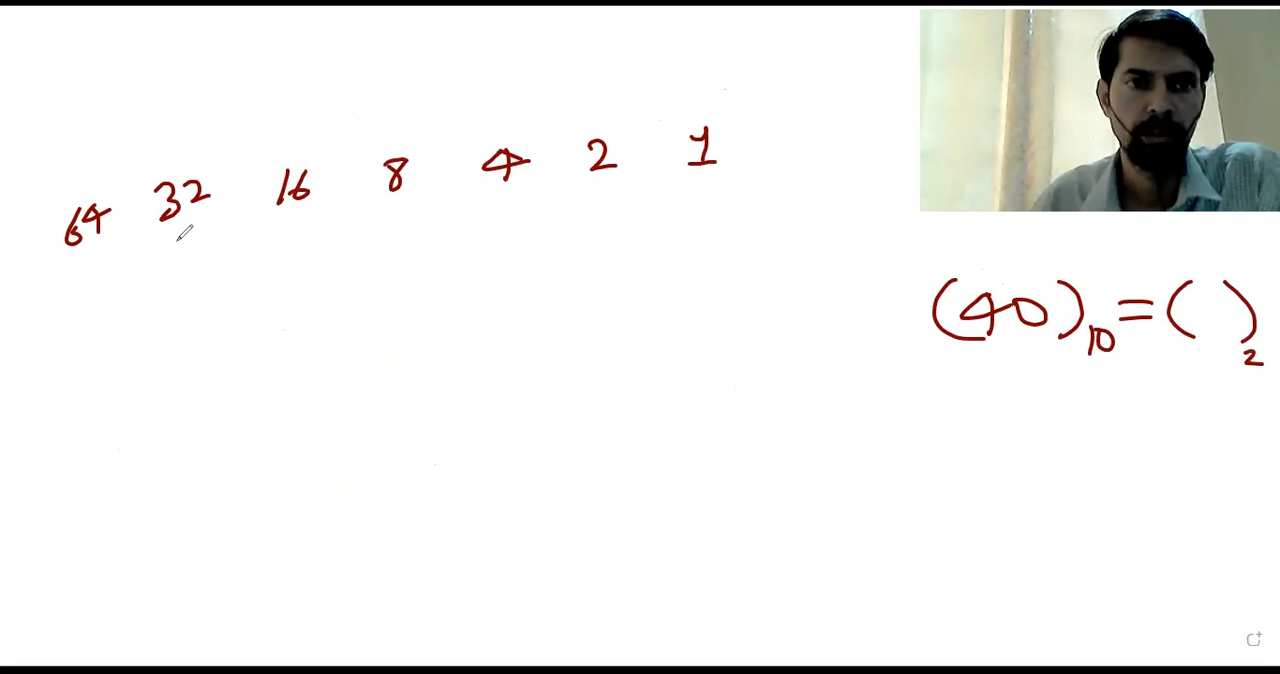 64 32 16 8 4 2 1
(40)₁₀ = ( )₂